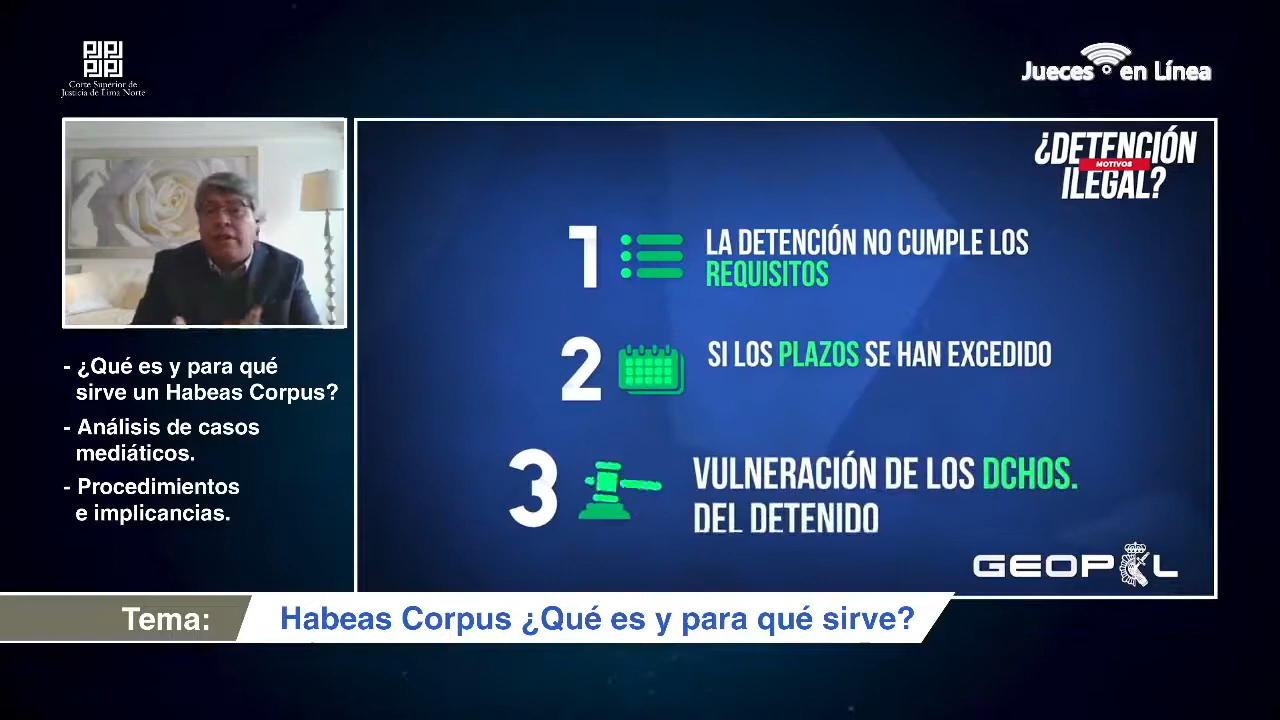 Corte Superior de
Justicia de Lima Norte
Jueces en Línea
¿DETENCIÓN
MOTIVOS
ILEGAL?
1
LA DETENCIÓN NO CUMPLE LOS
REQUISITOS
2
SI LOS PLAZOS SE HAN EXCEDIDO
3
VULNERACIÓN DE LOS DCHOS.
DEL DETENIDO
GEOPOL
- ¿Qué es y para qué
sirve un Habeas Corpus?
- Análisis de casos
mediáticos.
- Procedimientos
e implicancias.
Tema:
Habeas Corpus ¿Qué es y para qué sirve?